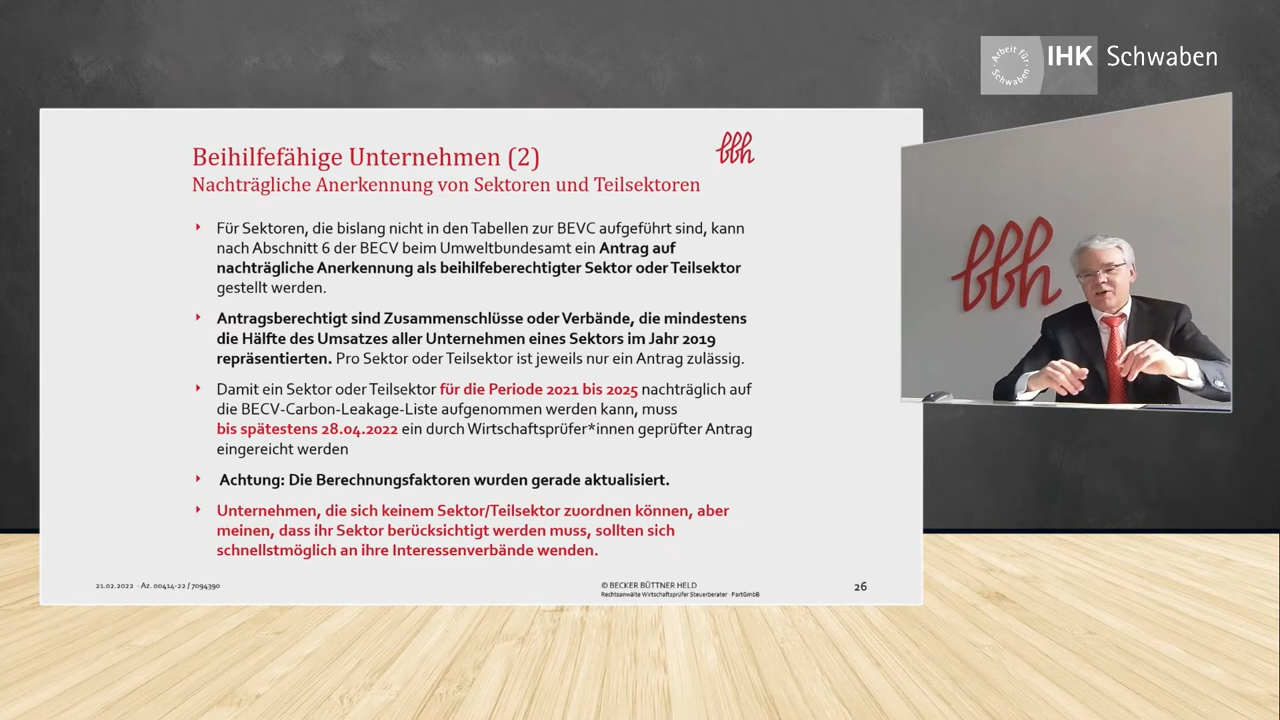 Arbeit für
Schwaben
IHK Schwaben
Beihilfefähige Unternehmen (2)
bbh
Nachträgliche Anerkennung von Sektoren und Teilsektoren
Für Sektoren, die bislang nicht in den Tabellen zur BEVC aufgeführt sind, kann
nach Abschnitt 6 der BECV beim Umweltbundesamt ein Antrag auf
nachträgliche Anerkennung als beihilfeberechtigter Sektor oder Teilsektor
gestellt werden.
Antragsberechtigt sind Zusammenschlüsse oder Verbände, die mindestens
die Hälfte des Umsatzes aller Unternehmen eines Sektors im Jahr 2019
repräsentierten. Pro Sektor oder Teilsektor ist jeweils nur ein Antrag zulässig.
Damit ein Sektor oder Teilsektor für die Periode 2021 bis 2025 nachträglich auf
die BECV-Carbon-Leakage-Liste aufgenommen werden kann, muss
bis spätestens 28.04.2022 ein durch Wirtschaftsprüfer*innen geprüfter Antrag
eingereicht werden
Achtung: Die Berechnungsfaktoren wurden gerade aktualisiert.
Unternehmen, die sich keinem Sektor/Teilsektor zuordnen können, aber
meinen, dass ihr Sektor berücksichtigt werden muss, sollten sich
schnellstmöglich an ihre Interessenverbände wenden.
21.02.2022 · Az. 00414-22 / 7094390
© BECKER BÜTTNER HELD
Rechtsanwälte Wirtschaftsprüfer Steuerberater · PartGmbB
26
bbh